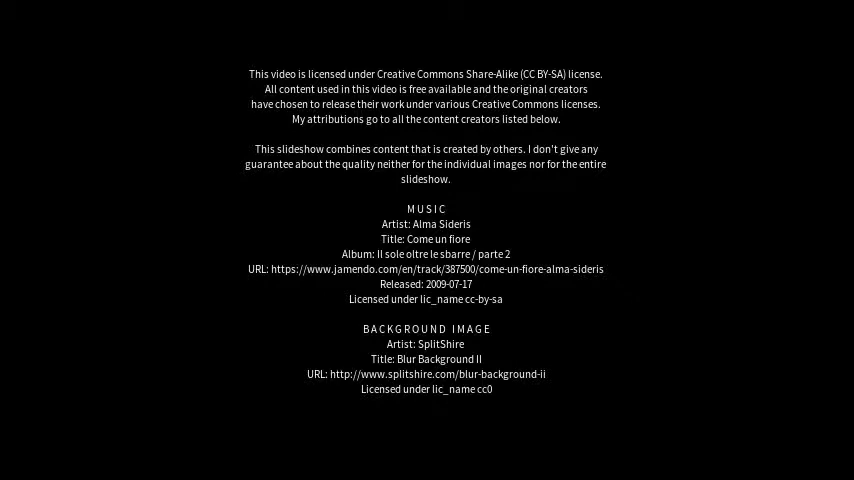 This video is licensed under Creative Commons Share-Alike (CC BY-SA) license.
All content used in this video is free available and the original creators
have chosen to release their work under various Creative Commons licenses.
My attributions go to all the content creators listed below.
This slideshow combines content that is created by others. I don't give any
guarantee about the quality neither for the individual images nor for the entire
slideshow.
MUSIC
Artist: Alma Sideris
Title: Come un fiore
Album: Il sole oltre le sbarre / parte 2
URL: https://www.jamendo.com/en/track/387500/come-un-fiore-alma-sideris
Released: 2009-07-17
Licensed under lic_name cc-by-sa
BACKGROUND IMAGE
Artist: SplitShire
Title: Blur Background II
URL: http://www.splitshire.com/blur-background-ii
Licensed under lic_name cc0